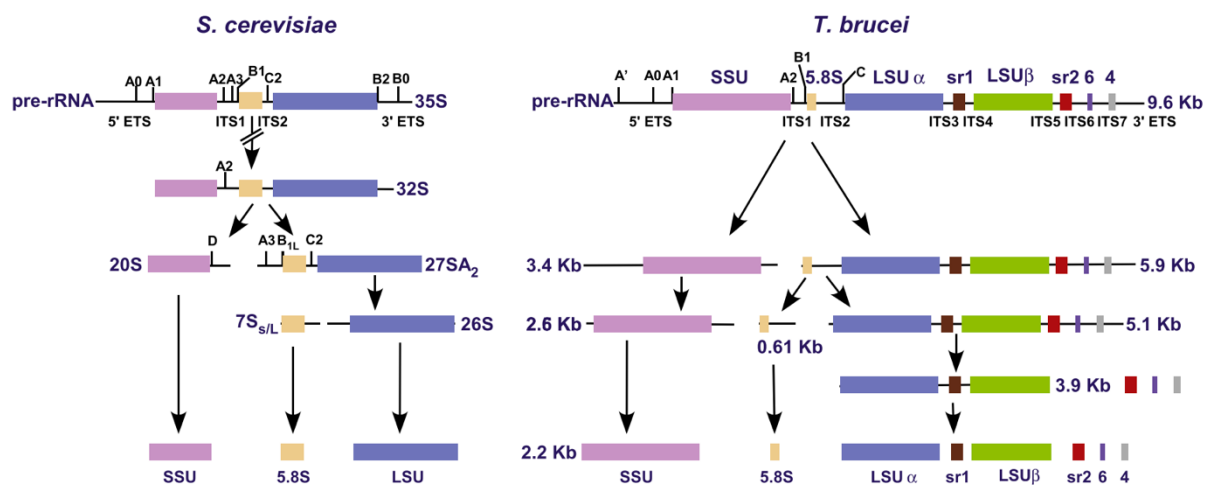 S. cerevisiae
A0 A1 A2 A3 B1 C2 B2 B0
pre-rRNA 35S
5' ETS ITS1 ITS2 3' ETS
A2
32S
D A3 B1L C2
20S 27SA2
7Ss/L 26S
SSU 5.8S LSU
T. brucei
A' A0 A1 SSU A2 B1 5.8S C LSU α sr1 LSUβ sr2 6 4
pre-rRNA 9.6 Kb
5' ETS ITS1 ITS2 ITS3 ITS4 ITS5 ITS6 ITS7 3' ETS
3.4 Kb 5.9 Kb
2.6 Kb 0.61 Kb 5.1 Kb
3.9 Kb
2.2 Kb
SSU 5.8S LSU α sr1 LSUβ sr2 6 4